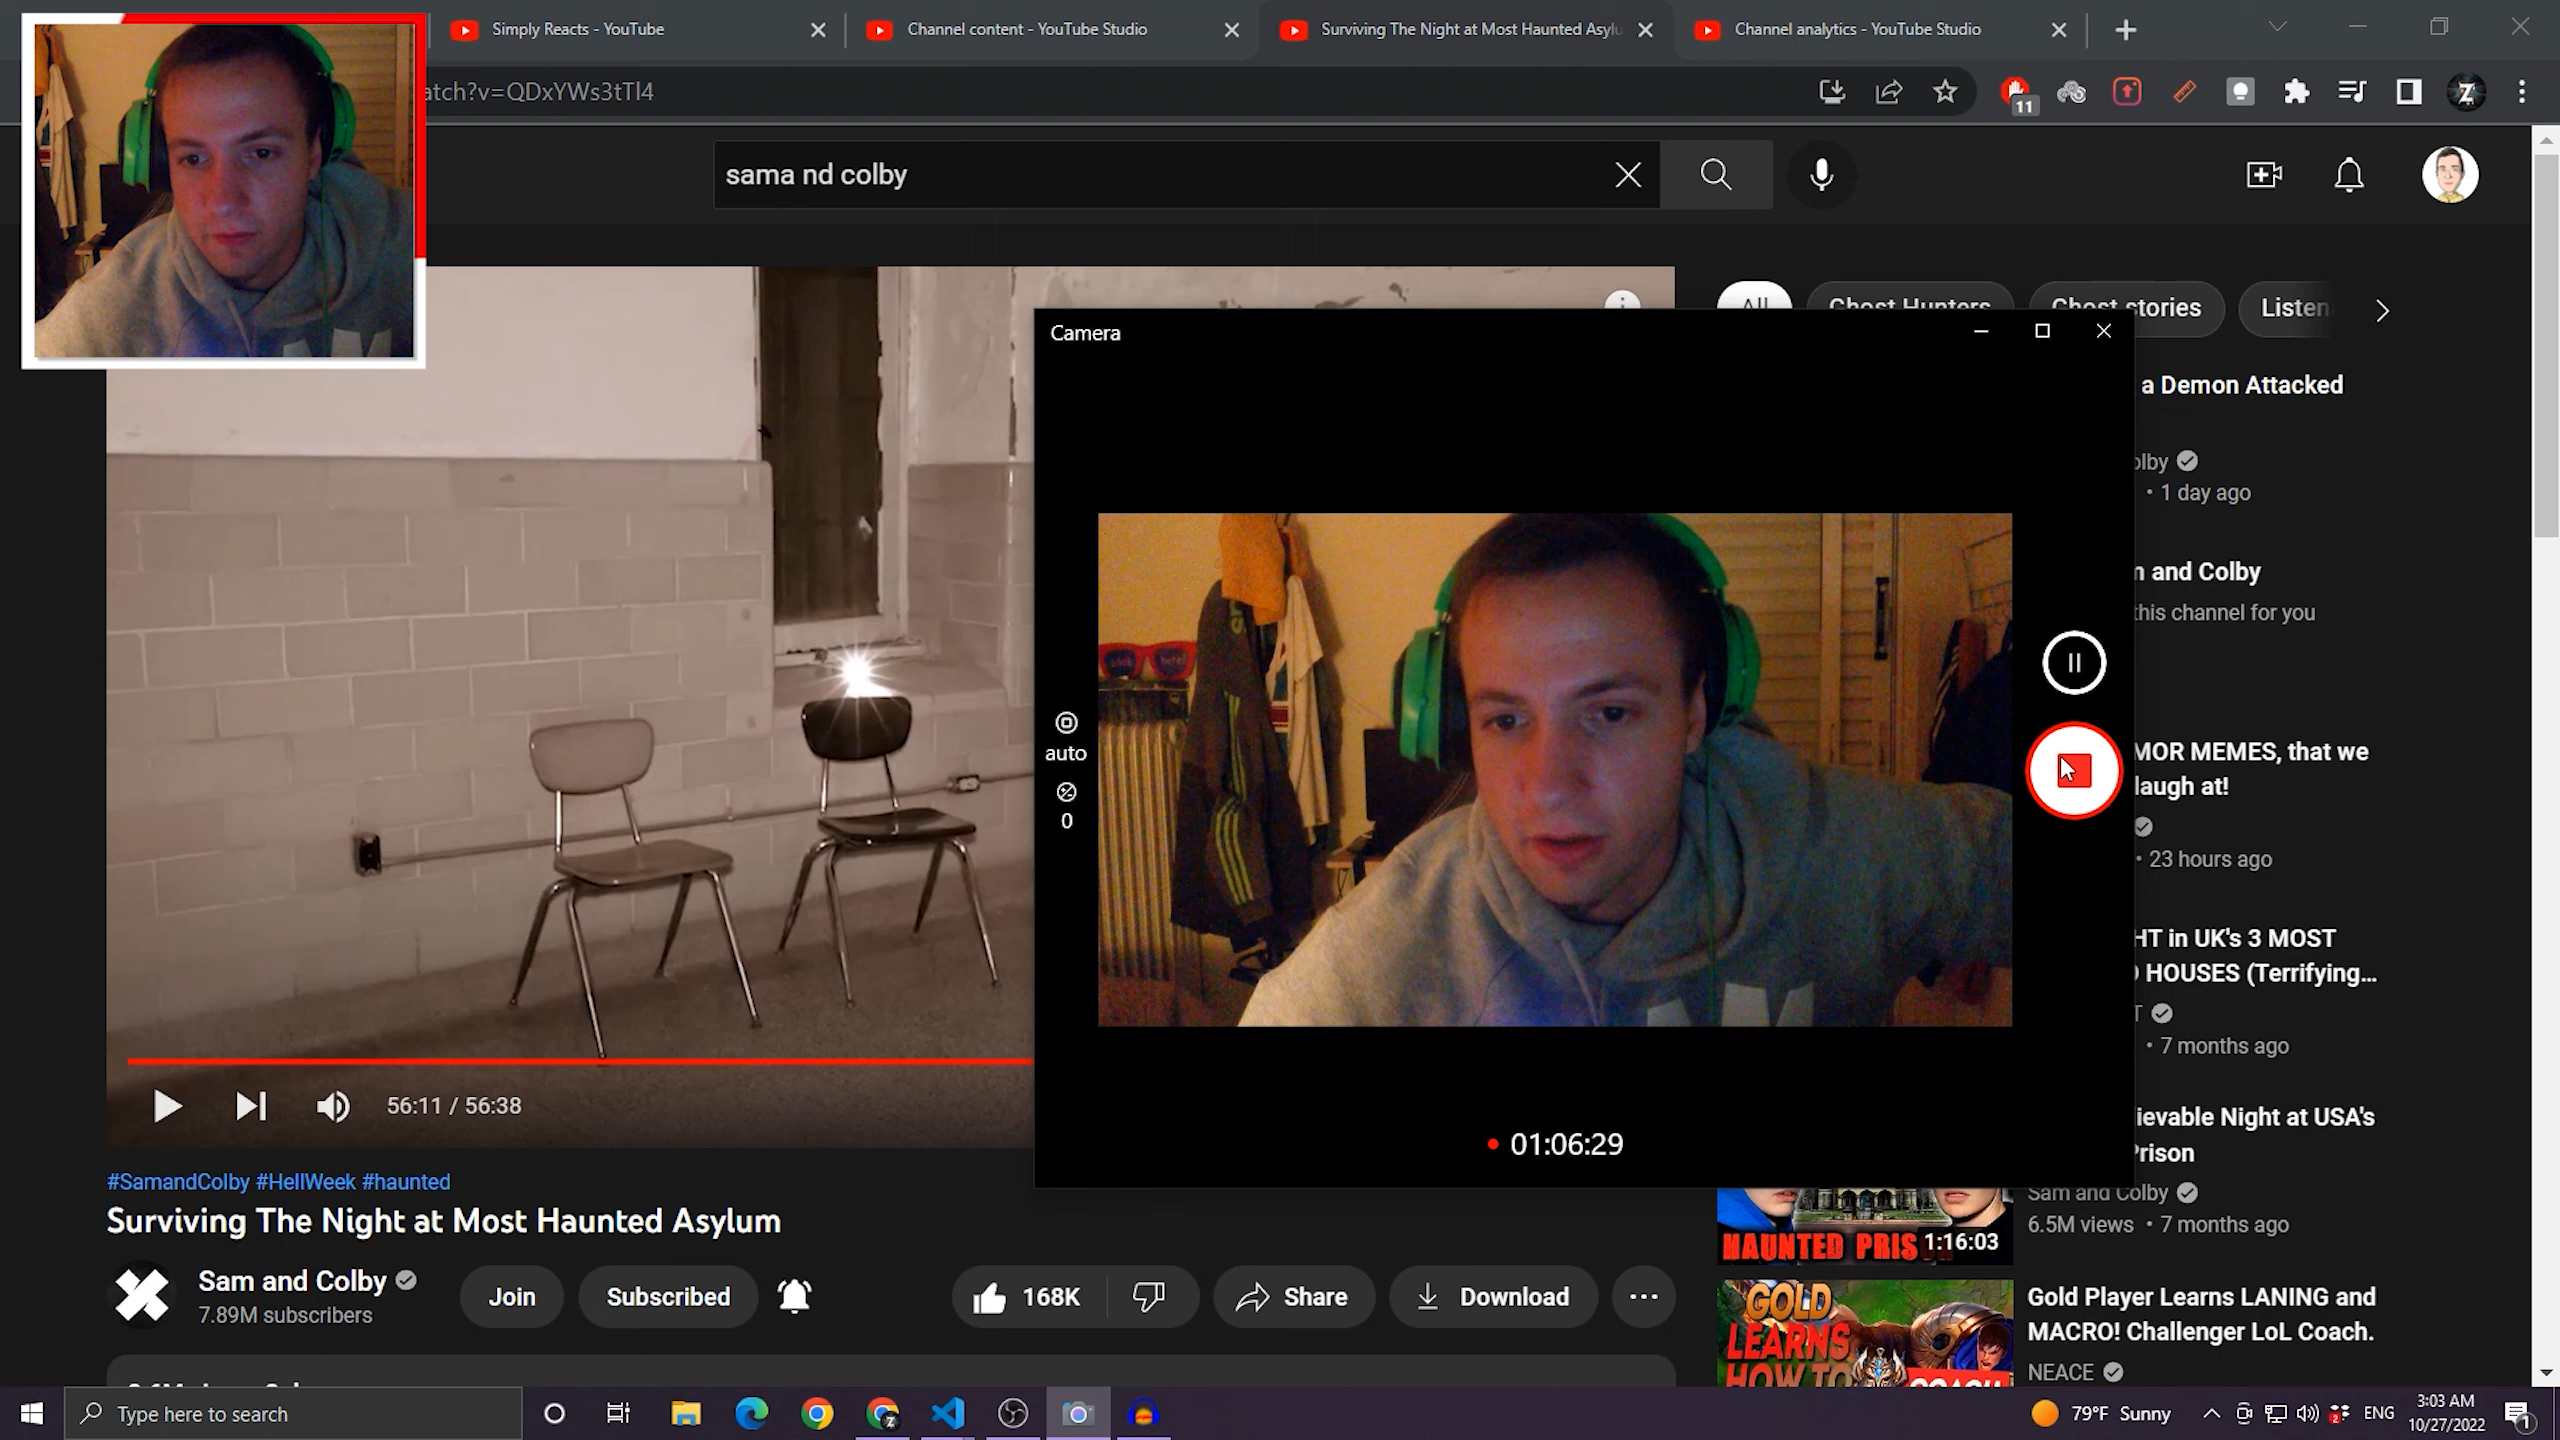 Simply Reacts - YouTube
Channel content - YouTube Studio
Surviving The Night at Most Haunted Asylu
Channel analytics - YouTube Studio
atch?v=QDxYWs3tTl4
11
sama nd colby
All
Ghost Hunters
Ghost stories
Listen
Camera
a Demon Attacked
olby
• 1 day ago
n and Colby
this channel for you
auto
0
MOR MEMES, that we
laugh at!
• 23 hours ago
HT in UK's 3 MOST
HOUSES (Terrifying...
T
• 7 months ago
ievable Night at USA's
Prison
Sam and Colby
6.5M views • 7 months ago
HAUNTED PRIS
1:16:03
56:11 / 56:38
01:06:29
#SamandColby #HellWeek #haunted
Surviving The Night at Most Haunted Asylum
Sam and Colby
7.89M subscribers
Join
Subscribed
168K
Share
Download
GOLD
LEARNS
HOW TO
COACH
Gold Player Learns LANING and
MACRO! Challenger LoL Coach.
NEACE
Type here to search
79°F Sunny
2
ENG
3:03 AM
10/27/2022
1